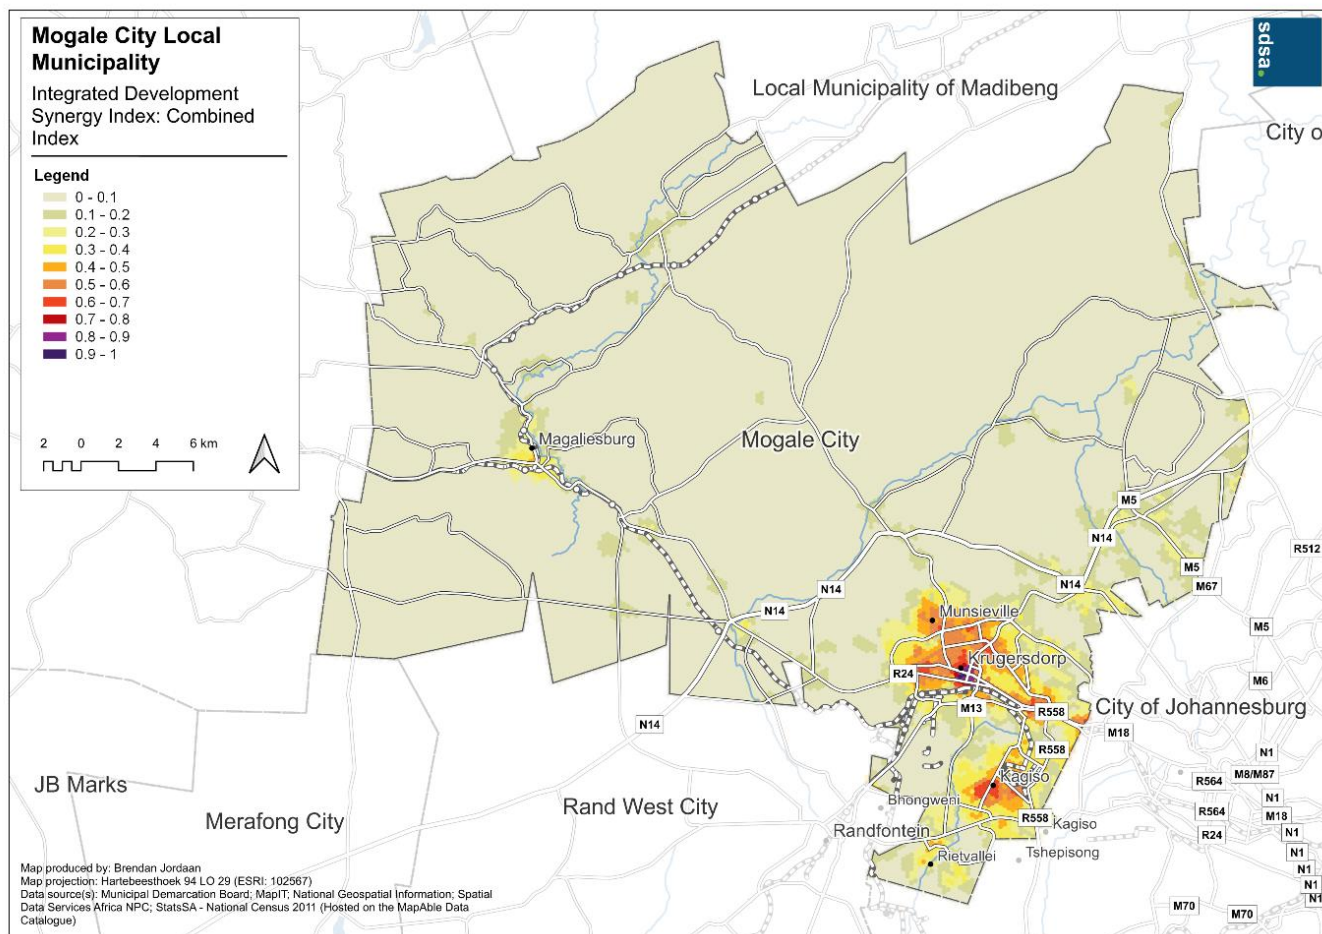 Mogale City Local
Municipality
Integrated Development
Synergy Index: Combined
Index
Legend
0 - 0.1
0.1 - 0.2
0.2 - 0.3
0.3 - 0.4
0.4 - 0.5
0.5 - 0.6
0.6 - 0.7
0.7 - 0.8
0.8 - 0.9
0.9 - 1
2 0 2 4 6 km
sdsa
Local Municipality of Madibeng
City o
Magaliesburg
Mogale City
M5
N14
R512
M5
M67
N14
N14
N14
Munsieville
M5
Krugersdorp
R24
M6
M13
R558
City of Johannesburg
N14
M18
R558
N1
JB Marks
Kagiso
R564
M8/M87
Merafong City
Rand West City
Bhongweni
N1
R564
M18
Randfontein
R558
Kagiso
R24
N1
Tshepisong
N1
Rietvallei
N1
N1
M70
M70
N1
Map produced by: Brendan Jordaan
Map projection: Hartebeesthoek 94 LO 29 (ESRI: 102567)
Data source(s): Municipal Demarcation Board; MapIT; National Geospatial Information; Spatial
Data Services Africa NPC; StatsSA - National Census 2011 (Hosted on the MapAble Data
Catalogue)